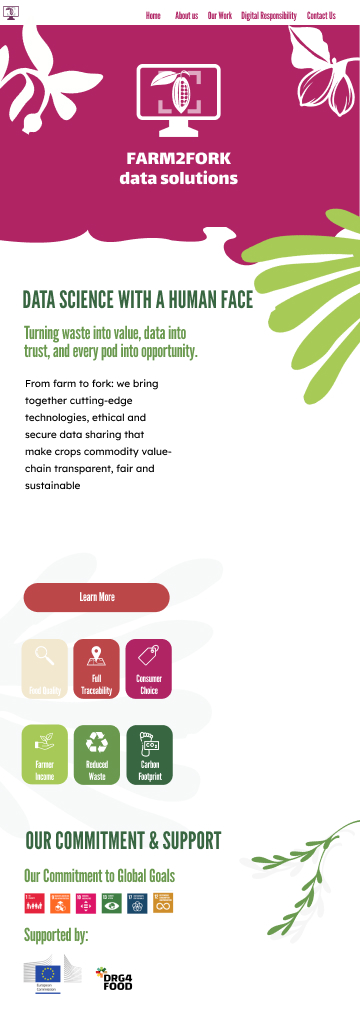 Home About us Our Work Digital Responsibility Contact Us
FARM2FORK
data solutions
DATA SCIENCE WITH A HUMAN FACE
Turning waste into value, data into
trust, and every pod into opportunity.
From farm to fork: we bring
together cutting-edge
technologies, ethical and
secure data sharing that
make crops commodity value-
chain transparent, fair and
sustainable
Learn More
Food Quality
Full
Traceability
Consumer
Choice
Farmer
Income
Reduced
Waste
Carbon
Footprint
OUR COMMITMENT & SUPPORT
Our Commitment to Global Goals
Supported by:
European
Commission
DRG4
FOOD